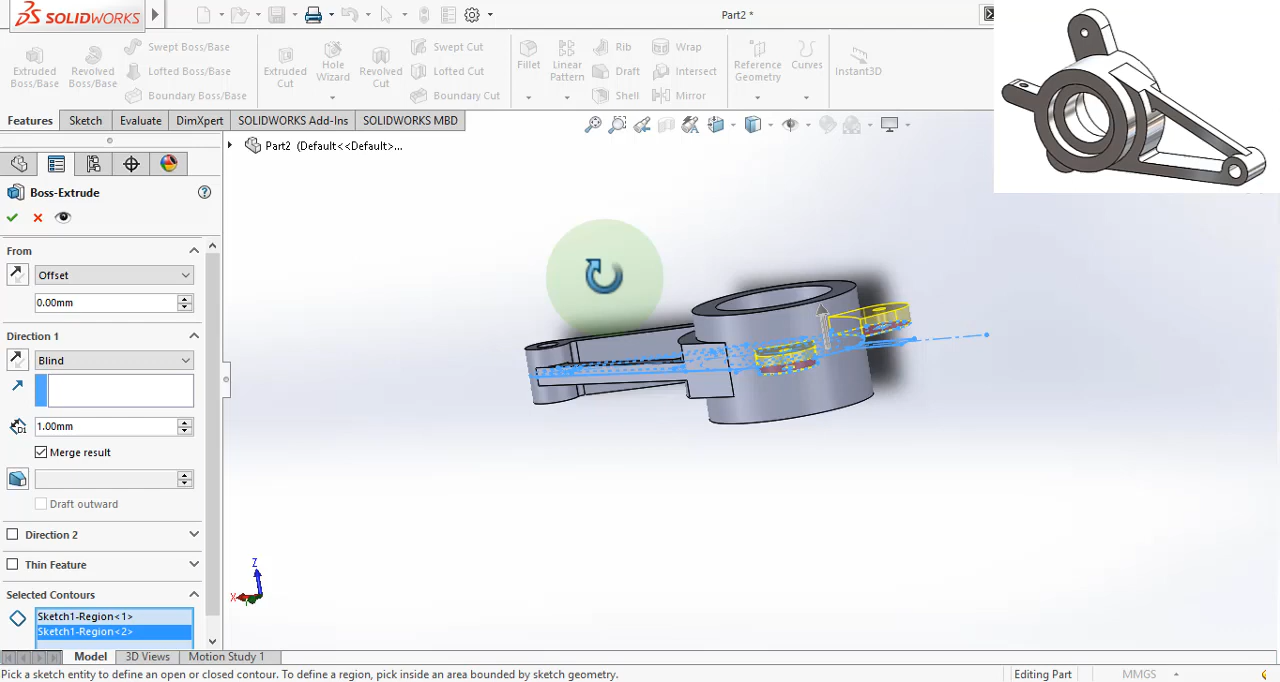 SOLIDWORKS
Part2 *
Extruded Boss/Base
Revolved Boss/Base
Swept Boss/Base
Lofted Boss/Base
Boundary Boss/Base
Extruded Cut
Hole Wizard
Revolved Cut
Swept Cut
Lofted Cut
Boundary Cut
Fillet
Linear Pattern
Rib
Draft
Shell
Wrap
Intersect
Mirror
Reference Geometry
Curves
Instant3D
Features
Sketch
Evaluate
DimXpert
SOLIDWORKS Add-Ins
SOLIDWORKS MBD
Part2 (Default<<Default>...
Boss-Extrude
From
Offset
0.00mm
Direction 1
Blind
D1
1.00mm
Merge result
Draft outward
Direction 2
Thin Feature
Selected Contours
Sketch1-Region<1>
Sketch1-Region<2>
Z
X
Model
3D Views
Motion Study 1
Pick a sketch entity to define an open or closed contour. To define a region, pick inside an area bounded by sketch geometry.
Editing Part
MMGS